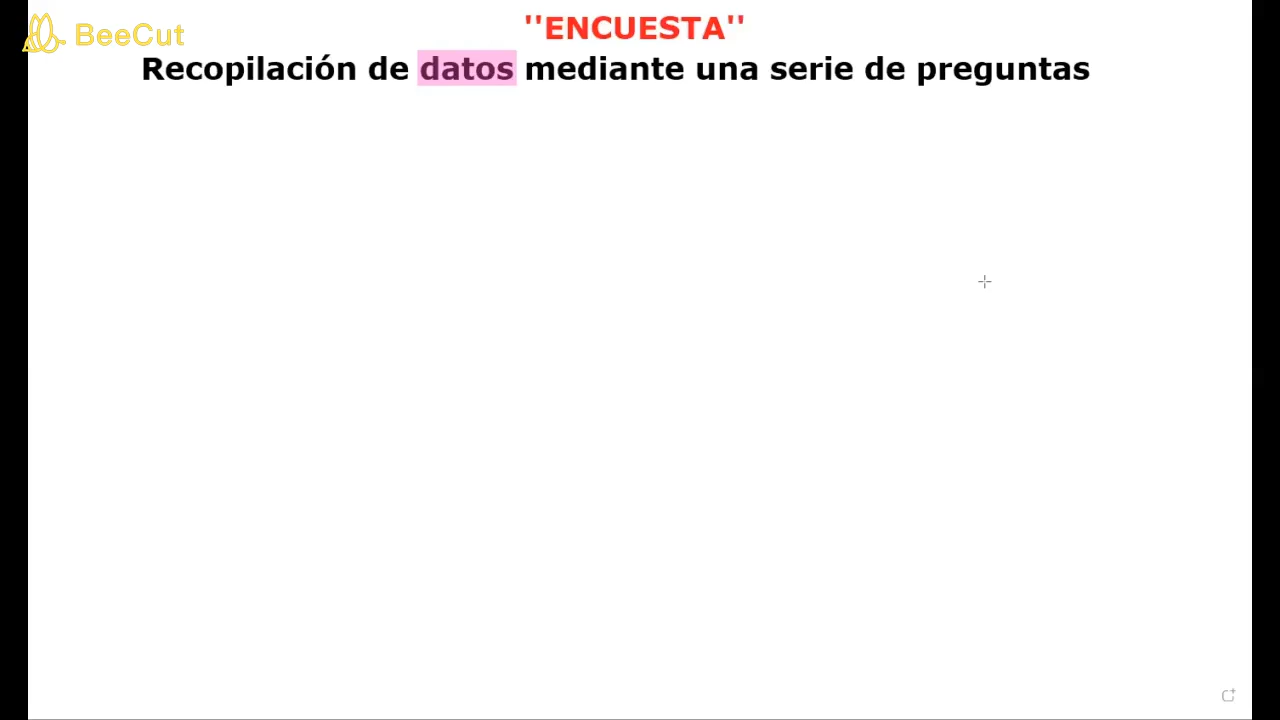 BeeCut
''ENCUESTA''
Recopilación de datos mediante una serie de preguntas